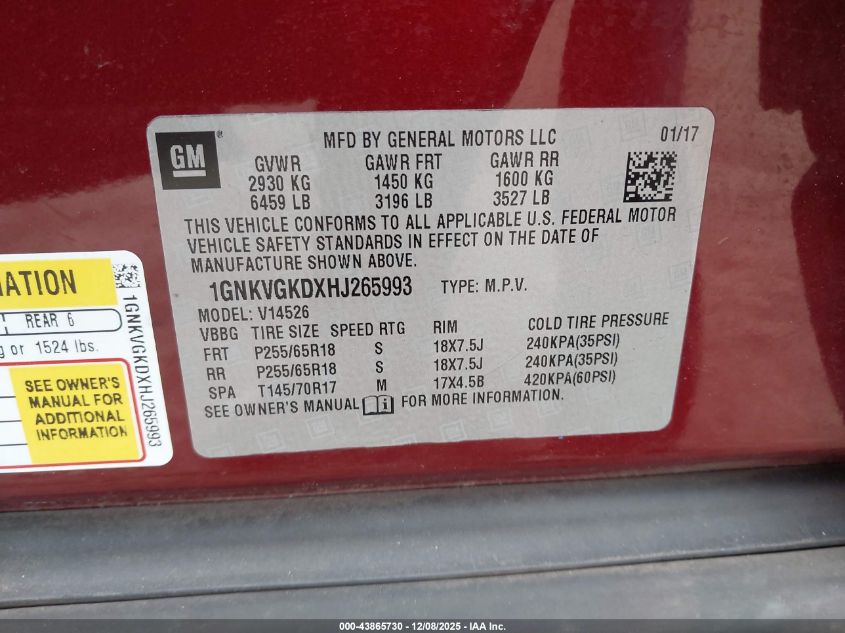 GM
MFD BY GENERAL MOTORS LLC 01/17
GVWR GAWR FRT GAWR RR
2930 KG 1450 KG 1600 KG
6459 LB 3196 LB 3527 LB
THIS VEHICLE CONFORMS TO ALL APPLICABLE U.S. FEDERAL MOTOR
VEHICLE SAFETY STANDARDS IN EFFECT ON THE DATE OF
MANUFACTURE SHOWN ABOVE.
1GNKVGKDXHJ265993 TYPE: M.P.V.
MODEL: V14526
VBBG TIRE SIZE SPEED RTG RIM COLD TIRE PRESSURE
FRT P255/65R18 S 18X7.5J 240KPA(35PSI)
RR P255/65R18 S 18X7.5J 240KPA(35PSI)
SPA T145/70R17 M 17X4.5B 420KPA(60PSI)
SEE OWNER'S MANUAL i FOR MORE INFORMATION.
REAR 6
or 1524 lbs.
SEE OWNER'S
MANUAL FOR
ADDITIONAL
INFORMATION
1GNKVGKDXHJ265993
000-43865730 - 12/08/2025 - IAA Inc.